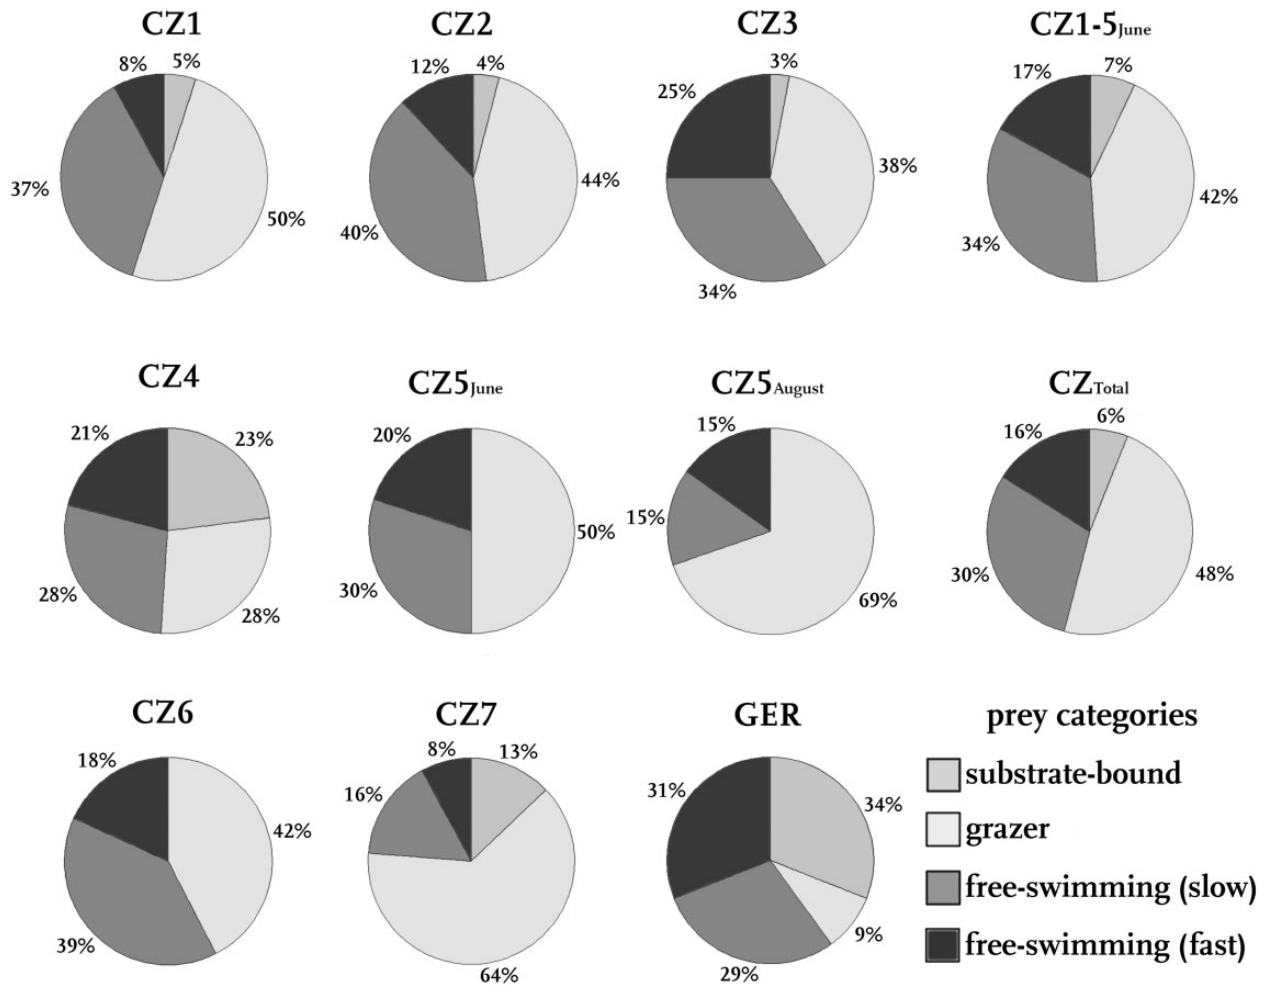 CZ1 CZ2 CZ3 CZ1-5June
8% 5% 12% 4% 3% 17% 7%
25%
37% 50% 40% 44% 38% 34% 42%
34%
CZ4 CZ5June CZ5August CZTotal
21% 23% 20% 15% 16% 6%
28% 28% 30% 50% 15% 69% 30% 48%
CZ6 CZ7 GER prey categories
18% 8% 13% substrate-bound
42% 16% 31% 34% grazer
39% 64% 29% 9% free-swimming (slow)
free-swimming (fast)